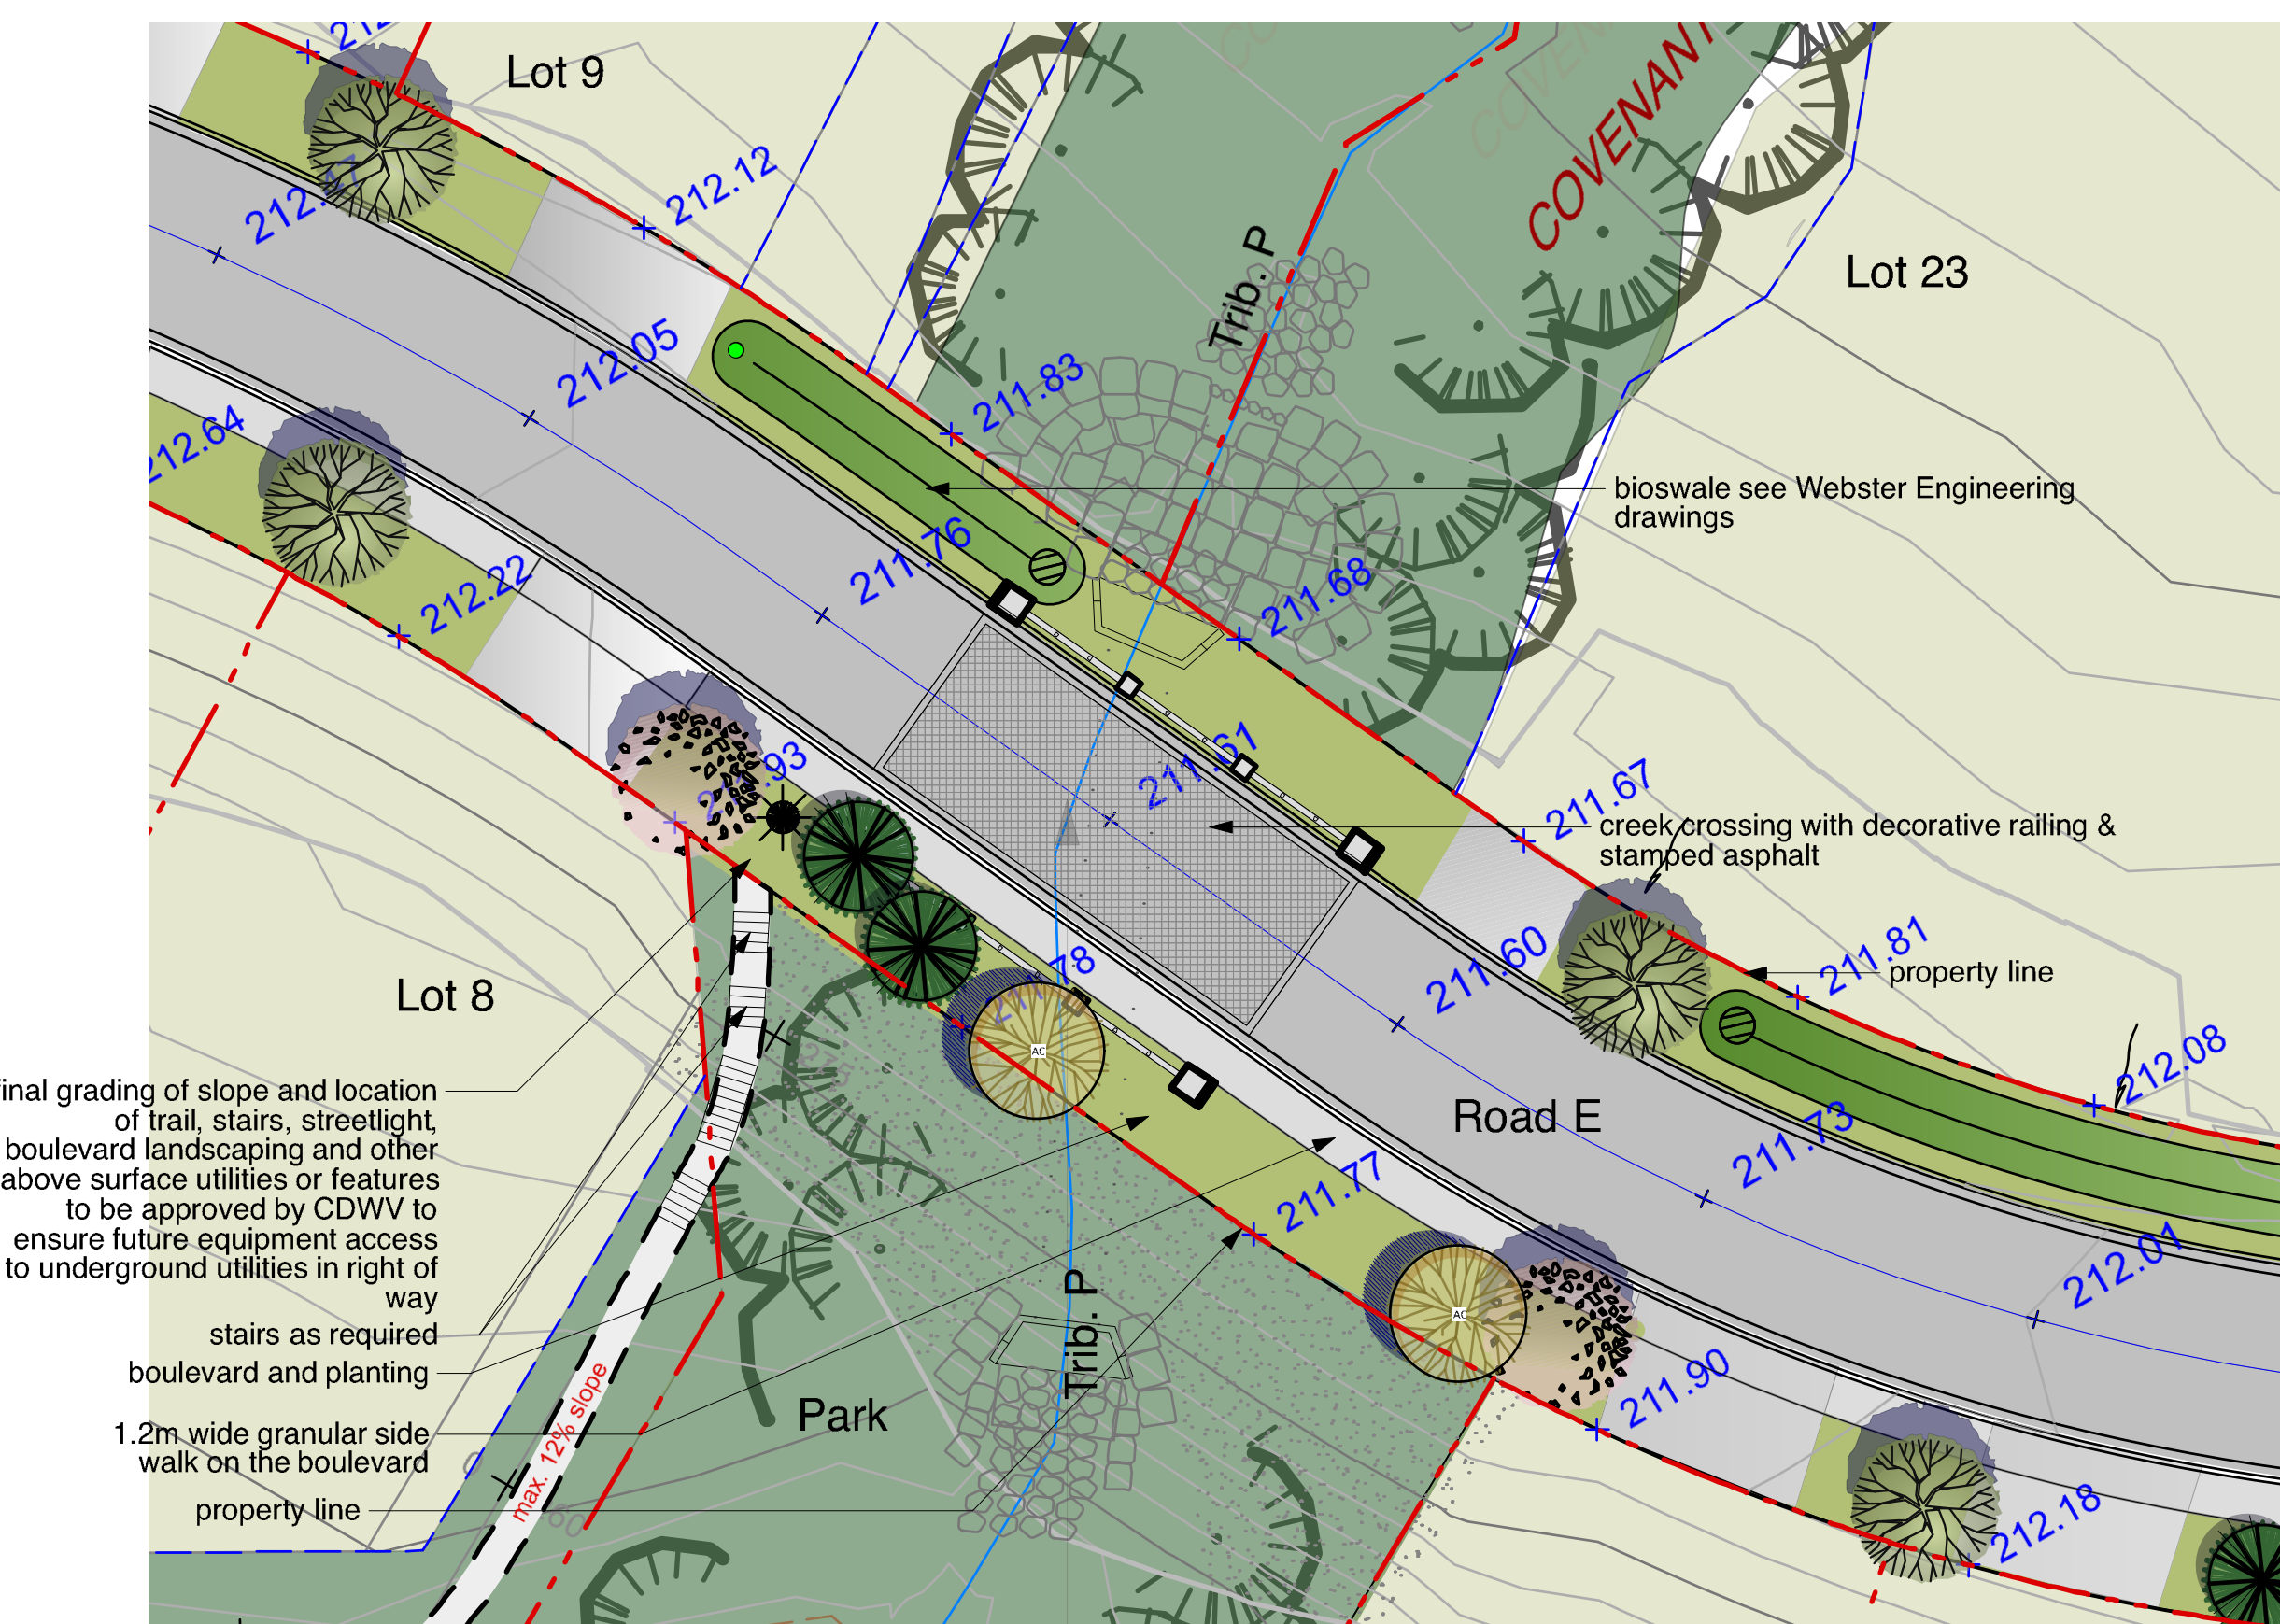 Lot 9
COVENANT
212.12
Lot 23
Trib. P
212.05
211.83
212.64
bioswale see Webster Engineering
drawings
211.76
212.22
211.68
211.61
211.67
creek crossing with decorative railing &
stamped asphalt
211.60
211.81
property line
Lot 8
final grading of slope and location
of trail, stairs, streetlight,
boulevard landscaping and other
above surface utilities or features
to be approved by CDWV to
ensure future equipment access
to underground utilities in right of
way
AC
212.08
Road E
211.73
211.77
212.01
stairs as required
boulevard and planting
Trib. P
AC
211.90
max. 12% slope
Park
1.2m wide granular side
walk on the boulevard
property line
212.18